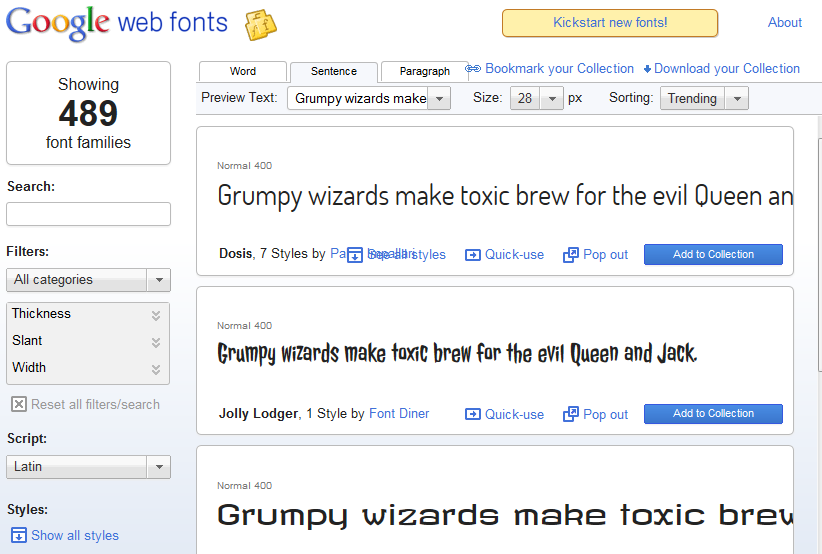 Google web fonts
Kickstart new fonts!
About
Showing
489
font families
Search:
Filters:
All categories
Thickness
Slant
Width
Reset all filters/search
Script:
Latin
Styles:
Show all styles
Word Sentence Paragraph
Bookmark your Collection Download your Collection
Preview Text: Grumpy wizards make Size: 28 px Sorting: Trending
Normal 400
Grumpy wizards make toxic brew for the evil Queen an
Dosis, 7 Styles by Pablo Impallari See all styles Quick-use Pop out Add to Collection
Normal 400
Grumpy wizards make toxic brew for the evil Queen and Jack.
Jolly Lodger, 1 Style by Font Diner Quick-use Pop out Add to Collection
Normal 400
Grumpy wizards make toxic brew